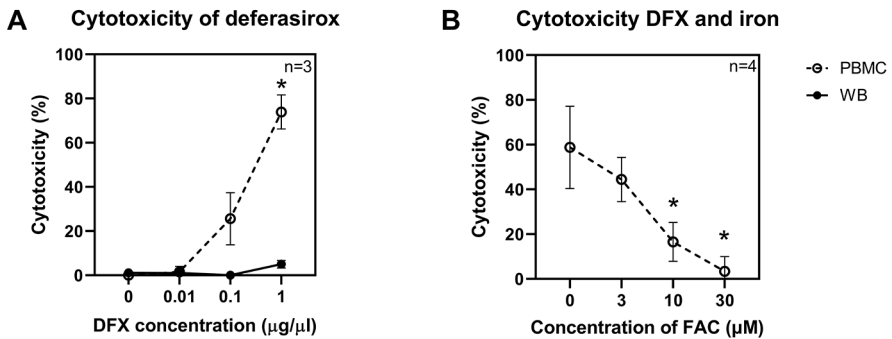 A
Cytotoxicity of deferasirox
100
80
60
40
20
0
Cytotoxicity (%)
n=3
*
0 0.01 0.1 1
DFX concentration (μg/μl)
B
Cytotoxicity DFX and iron
100
80
60
40
20
0
Cytotoxicity (%)
n=4
*
*
0 3 10 30
Concentration of FAC (μM)
PBMC
WB